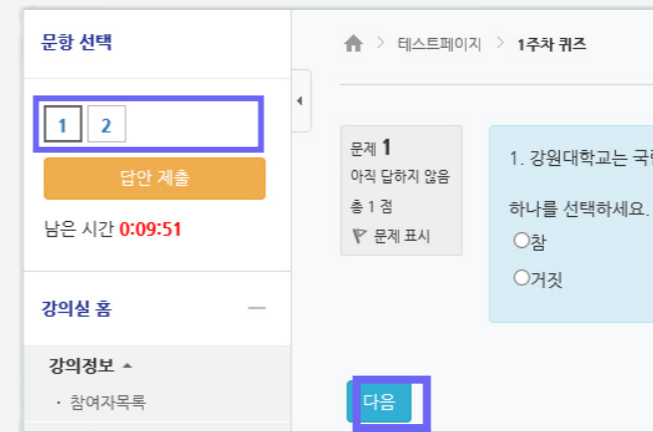 문항 선택
1 2
답안 제출
남은 시간 0:09:51
강의실 홈
강의정보
· 참여자목록
테스트페이지 > 1주차 퀴즈
문제 1
아직 답하지 않음
총 1 점
문제 표시
1. 강원대학교는
하나를 선택하세요.
참
거짓
다음